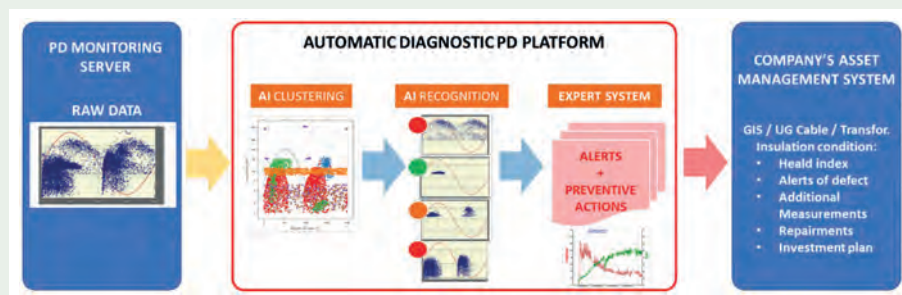 PD MONITORING
SERVER
RAW DATA
AUTOMATIC DIAGNOSTIC PD PLATFORM
AI CLUSTERING
AI RECOGNITION
EXPERT SYSTEM
ALERTS
+
PREVENTIVE
ACTIONS
COMPANY'S ASSET
MANAGEMENT SYSTEM
GIS / UG Cable / Transfor.
Insulation condition:
• Heald index
• Alerts of defect
• Additional
Measurements
• Repairments
• Investment plan